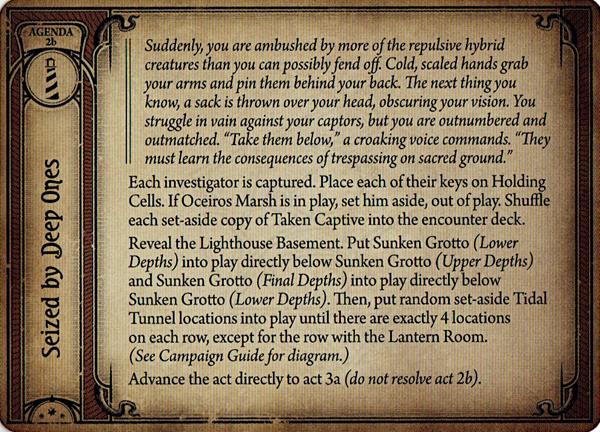 AGENDA
2b
Seized by Deep Ones
Suddenly, you are ambushed by more of the repulsive hybrid
creatures than you can possibly fend off. Cold, scaled hands grab
your arms and pin them behind your back. The next thing you
know, a sack is thrown over your head, obscuring your vision. You
struggle in vain against your captors, but you are outnumbered and
outmatched. “Take them below,” a croaking voice commands. “They
must learn the consequences of trespassing on sacred ground.”
Each investigator is captured. Place each of their keys on Holding
Cells. If Oceiros Marsh is in play, set him aside, out of play. Shuffle
each set-aside copy of Taken Captive into the encounter deck.
Reveal the Lighthouse Basement. Put Sunken Grotto (Lower
Depths) into play directly below Sunken Grotto (Upper Depths)
and Sunken Grotto (Final Depths) into play directly below
Sunken Grotto (Lower Depths). Then, put random set-aside Tidal
Tunnel locations into play until there are exactly 4 locations
on each row, except for the row with the Lantern Room.
(See Campaign Guide for diagram.)
Advance the act directly to act 3a (do not resolve act 2b).